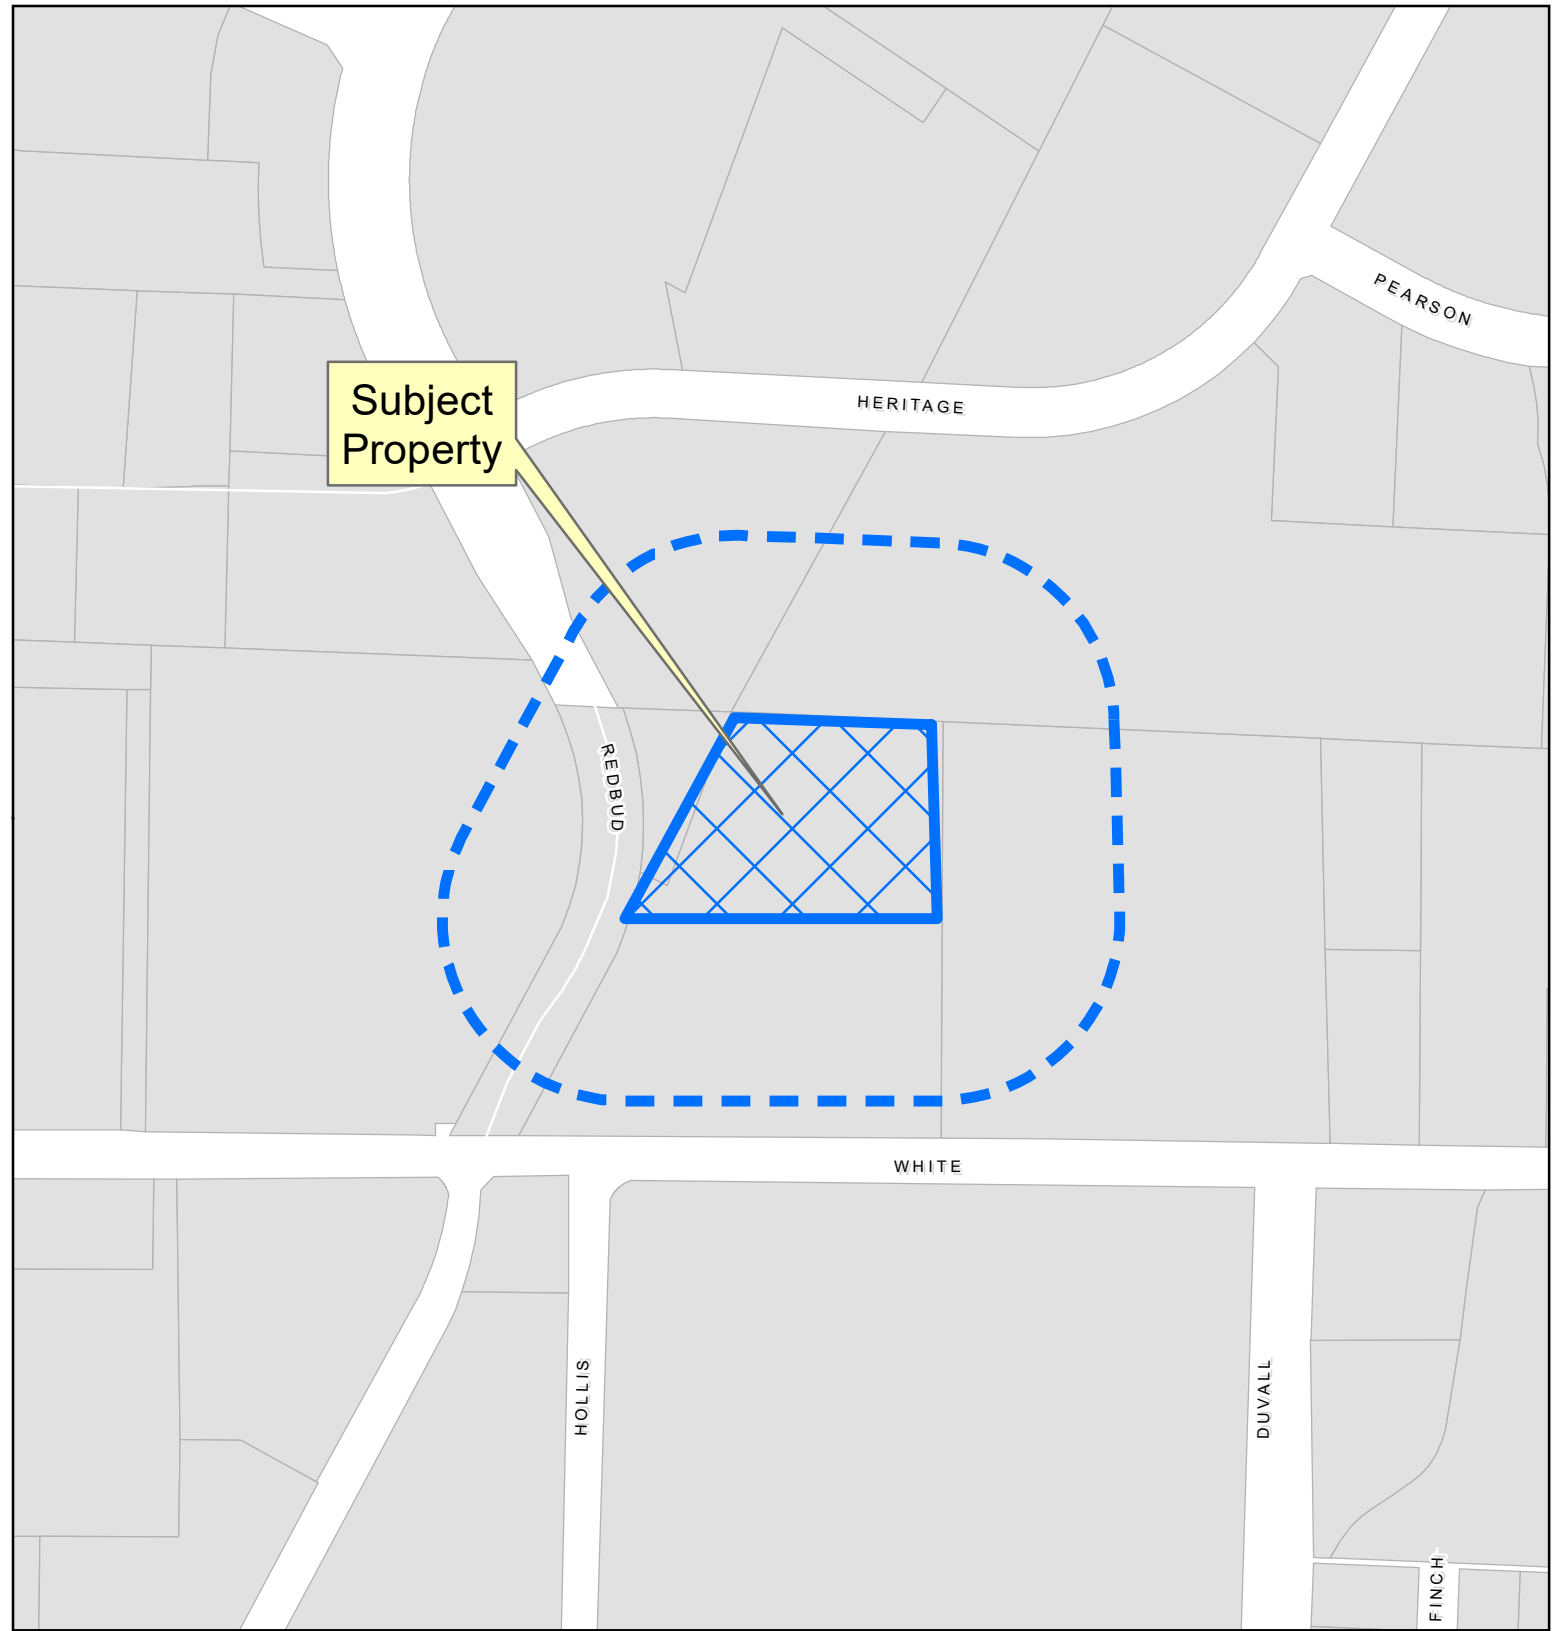 PEARSON
Subject
Property
HERITAGE
REDBUD
WHITE
HOLLIS
DUVALL
FINCH